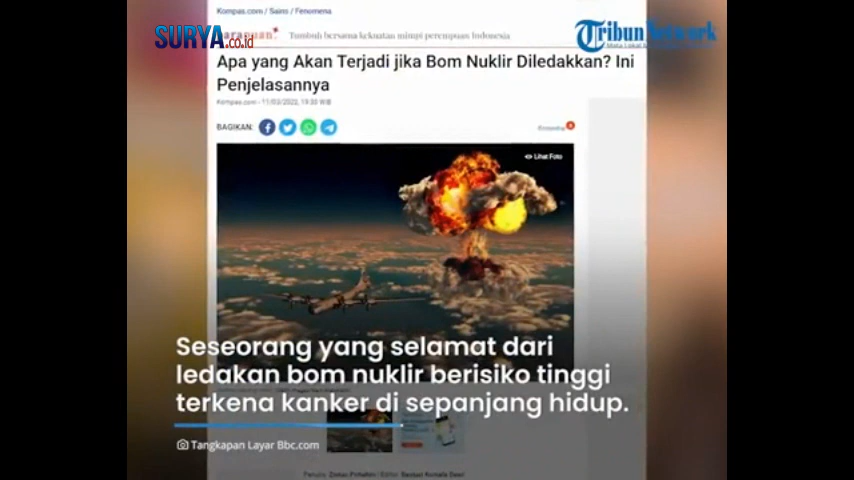 Kompas.com / Sains / Fenomena
SURYA.co.id
Tribun Network
parapuan.
Tumbuh bersama kekuatan mimpi perempuan Indonesia
Apa yang Akan Terjadi jika Bom Nuklir Diledakkan? Ini
Penjelasannya
Kompas.com - 11/03/2022, 19:30 WIB
BAGIKAN:
Komentar
Lihat Foto
Seseorang yang selamat dari
ledakan bom nuklir berisiko tinggi
terkena kanker di sepanjang hidup.
Tangkapan Layar Bbc.com